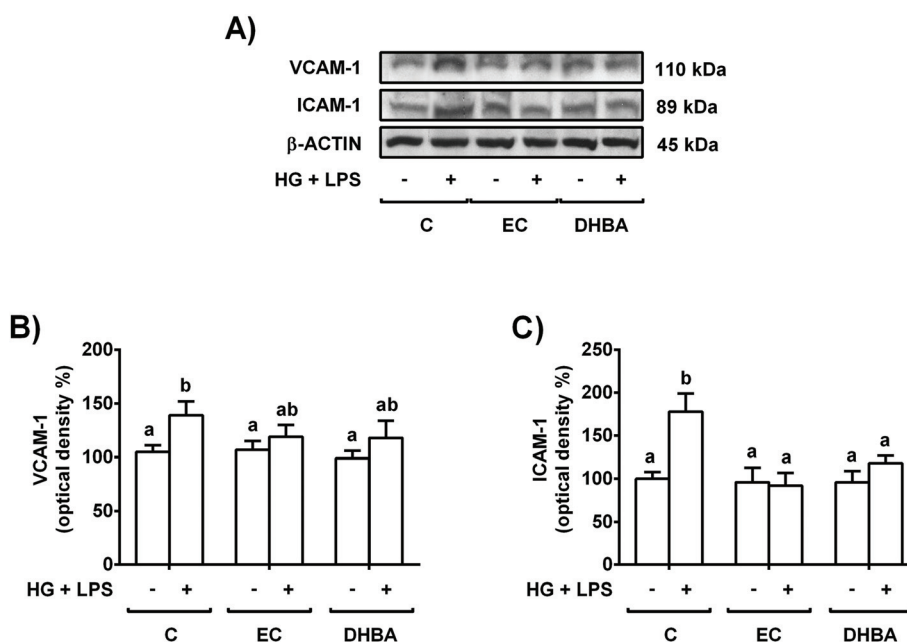 A)
VCAM-1 110 kDa
ICAM-1 89 kDa
β-ACTIN 45 kDa
HG + LPS - + - + - +
C EC DHBA
B)
VCAM-1
(optical density %)
200
150
100
50
0
a b a ab a ab
HG + LPS - + - + - +
C EC DHBA
C)
ICAM-1
(optical density %)
250
200
150
100
50
0
a b a a a a
HG + LPS - + - + - +
C EC DHBA